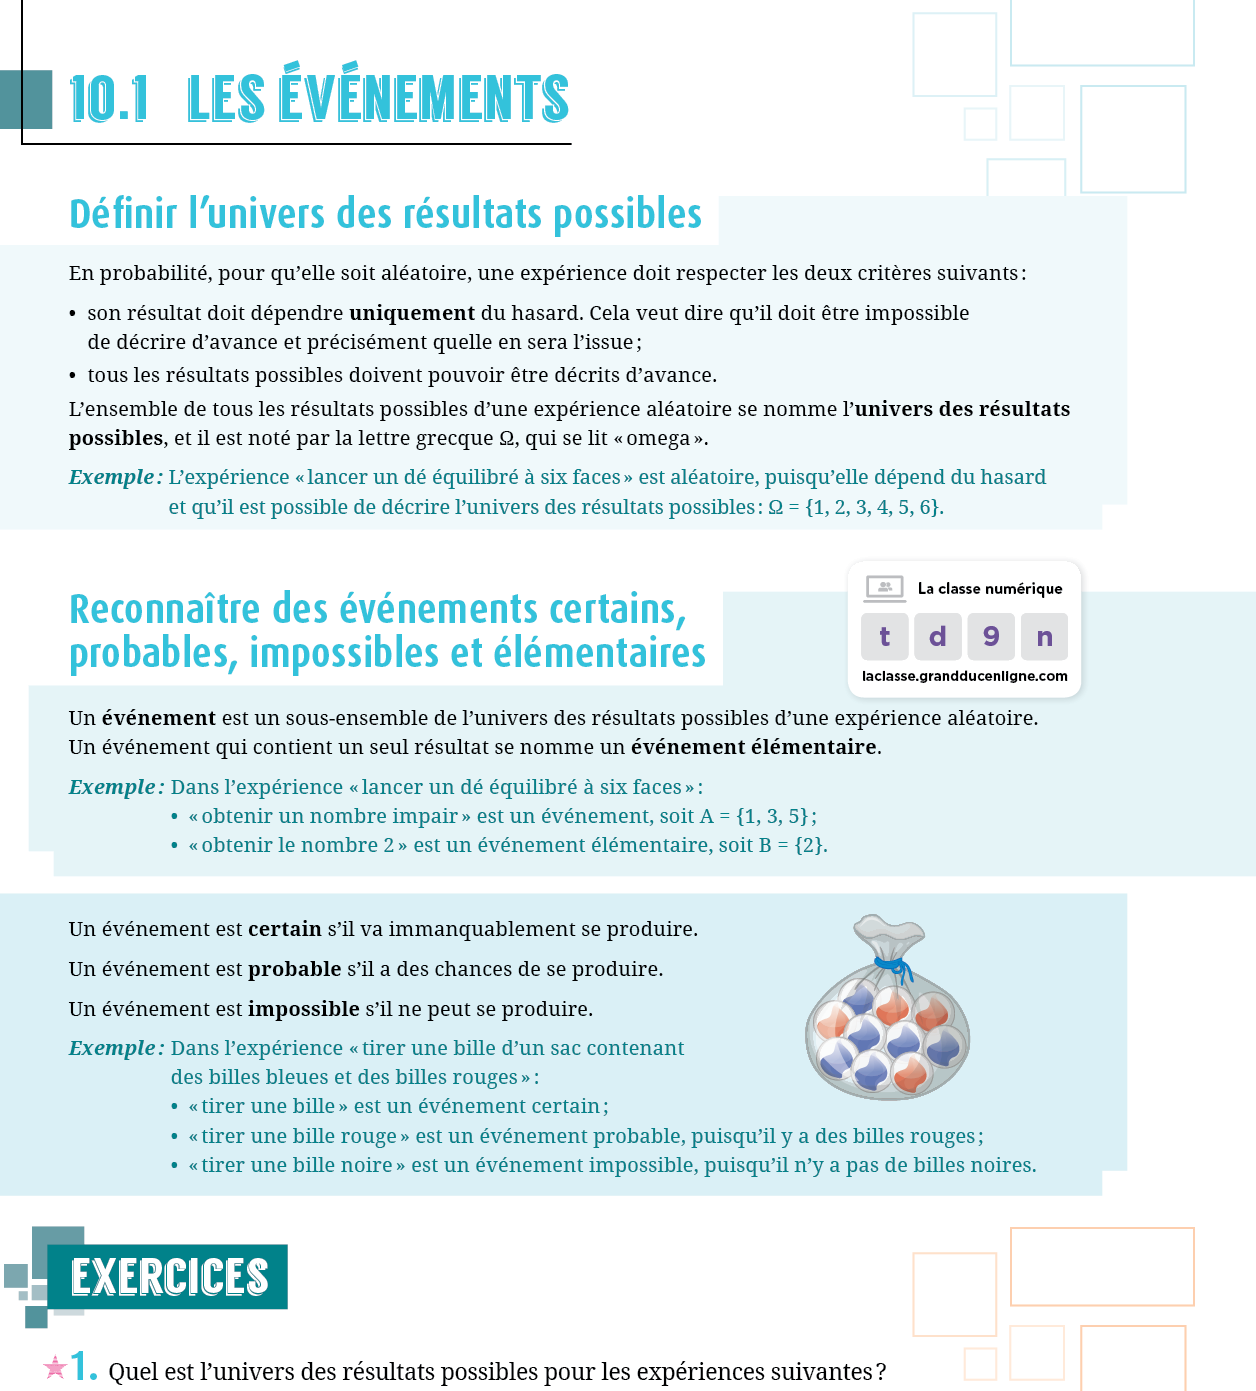 10.1 LES ÉVÉNEMENTS
Définir l’univers des résultats possibles
En probabilité, pour qu’elle soit aléatoire, une expérience doit respecter les deux critères suivants :
• son résultat doit dépendre uniquement du hasard. Cela veut dire qu’il doit être impossible
de décrire d’avance et précisément quelle en sera l’issue ;
• tous les résultats possibles doivent pouvoir être décrits d’avance.
L’ensemble de tous les résultats possibles d’une expérience aléatoire se nomme l’univers des résultats
possibles, et il est noté par la lettre grecque Ω, qui se lit « omega ».
Exemple : L’expérience « lancer un dé équilibré à six faces » est aléatoire, puisqu’elle dépend du hasard
et qu’il est possible de décrire l’univers des résultats possibles : Ω = {1, 2, 3, 4, 5, 6}.
La classe numérique
t d 9 n
laclasse.grandducenligne.com
Reconnaître des événements certains,
probables, impossibles et élémentaires
Un événement est un sous-ensemble de l’univers des résultats possibles d’une expérience aléatoire.
Un événement qui contient un seul résultat se nomme un événement élémentaire.
Exemple : Dans l’expérience « lancer un dé équilibré à six faces » :
• « obtenir un nombre impair » est un événement, soit A = {1, 3, 5} ;
• « obtenir le nombre 2 » est un événement élémentaire, soit B = {2}.
Un événement est certain s’il va immanquablement se produire.
Un événement est probable s’il a des chances de se produire.
Un événement est impossible s’il ne peut se produire.
Exemple : Dans l’expérience « tirer une bille d’un sac contenant
des billes bleues et des billes rouges » :
• « tirer une bille » est un événement certain ;
• « tirer une bille rouge » est un événement probable, puisqu’il y a des billes rouges ;
• « tirer une bille noire » est un événement impossible, puisqu’il n’y a pas de billes noires.
EXERCICES
1. Quel est l’univers des résultats possibles pour les expériences suivantes ?